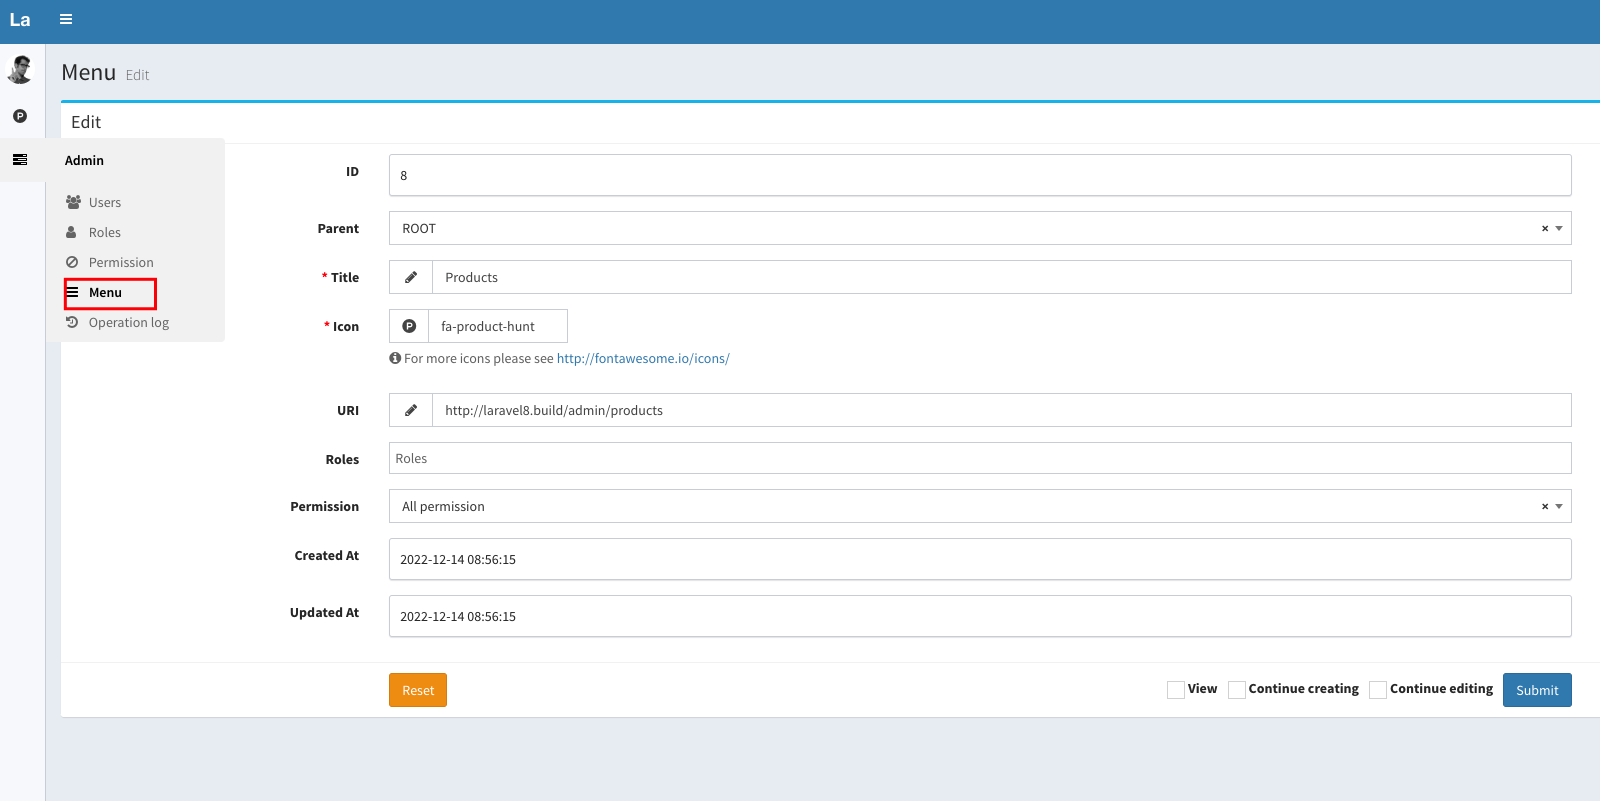 La
Menu Edit
Edit
Admin
Users
Roles
Permission
Menu
Operation log
ID 8
Parent ROOT × 
* Title Products
* Icon fa-product-hunt
For more icons please see http://fontawesome.io/icons/
URI http://laravel8.build/admin/products
Roles Roles
Permission All permission ×
Created At 2022-12-14 08:56:15
Updated At 2022-12-14 08:56:15
Reset View Continue creating Continue editing Submit